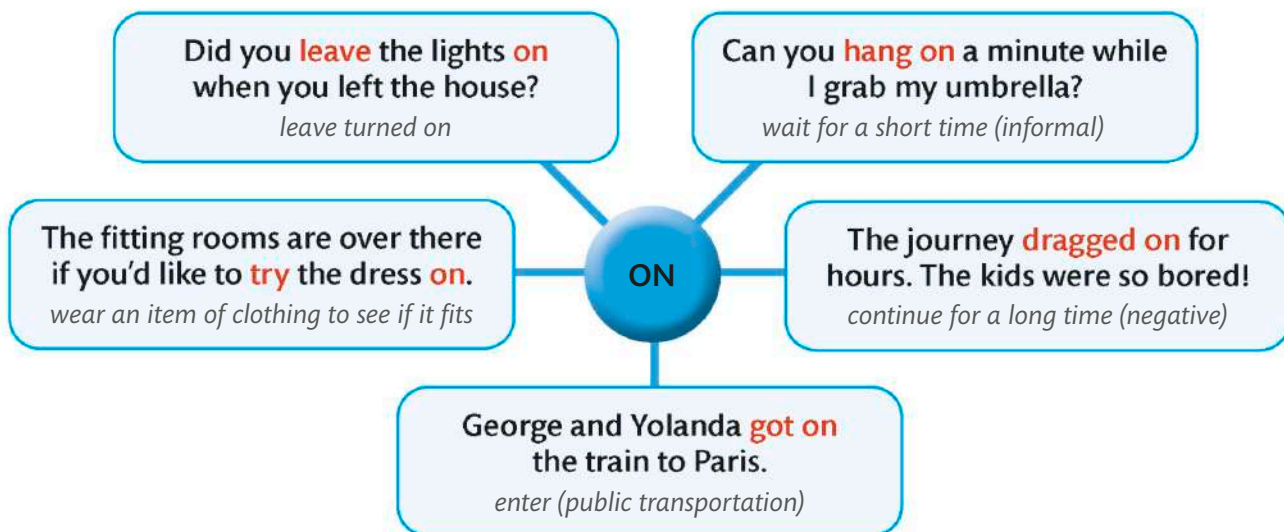 Did you leave the lights on
when you left the house?
leave turned on
Can you hang on a minute while
I grab my umbrella?
wait for a short time (informal)
The fitting rooms are over there
if you’d like to try the dress on.
wear an item of clothing to see if it fits
ON
The journey dragged on for
hours. The kids were so bored!
continue for a long time (negative)
George and Yolanda got on
the train to Paris.
enter (public transportation)